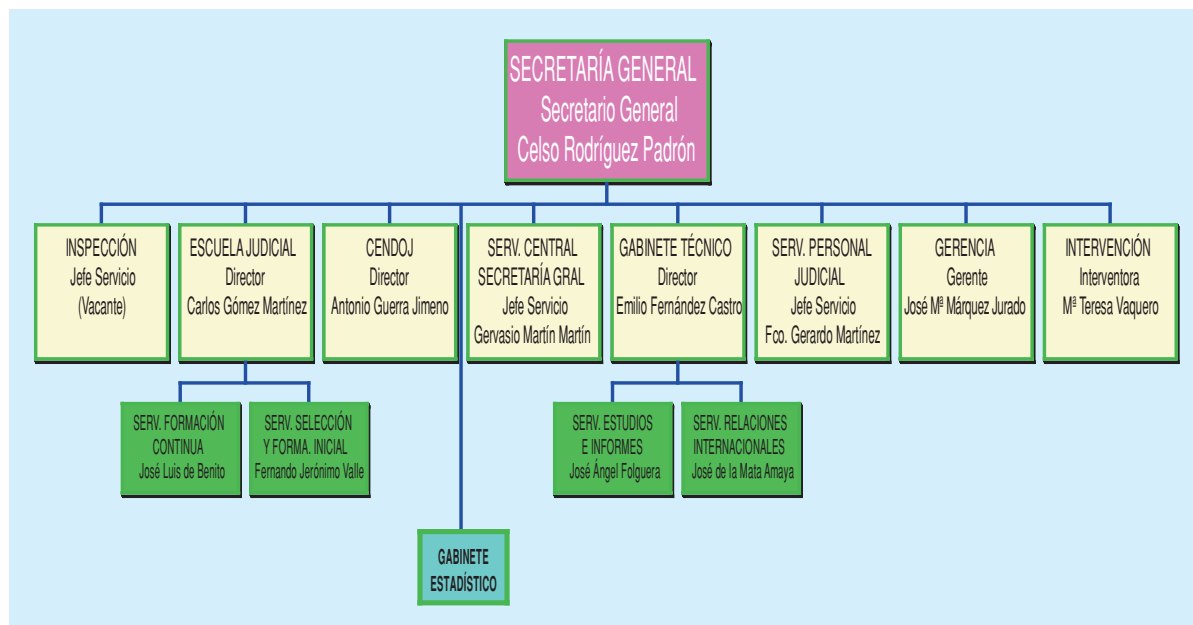 SECRETARÍA GENERAL
Secretario General
Celso Rodríguez Padrón
INSPECCIÓN
Jefe Servicio
(Vacante)
ESCUELA JUDICIAL
Director
Carlos Gómez Martínez
CENDOJ
Director
Antonio Guerra Jimeno
SERV. CENTRAL
SECRETARÍA GRAL
Jefe Servicio
Gervasio Martín Martín
GABINETE TÉCNICO
Director
Emilio Fernández Castro
SERV. PERSONAL
JUDICIAL
Jefe Servicio
Fco. Gerardo Martínez
GERENCIA
Gerente
José Mª Márquez Jurado
INTERVENCIÓN
Interventora
Mª Teresa Vaquero
SERV. FORMACIÓN
CONTINUA
José Luis de Benito
SERV. SELECCIÓN
Y FORMA. INICIAL
Fernando Jerónimo Valle
SERV. ESTUDIOS
E INFORMES
José Ángel Folguera
SERV. RELACIONES
INTERNACIONALES
José de la Mata Amaya
GABINETE
ESTADÍSTICO